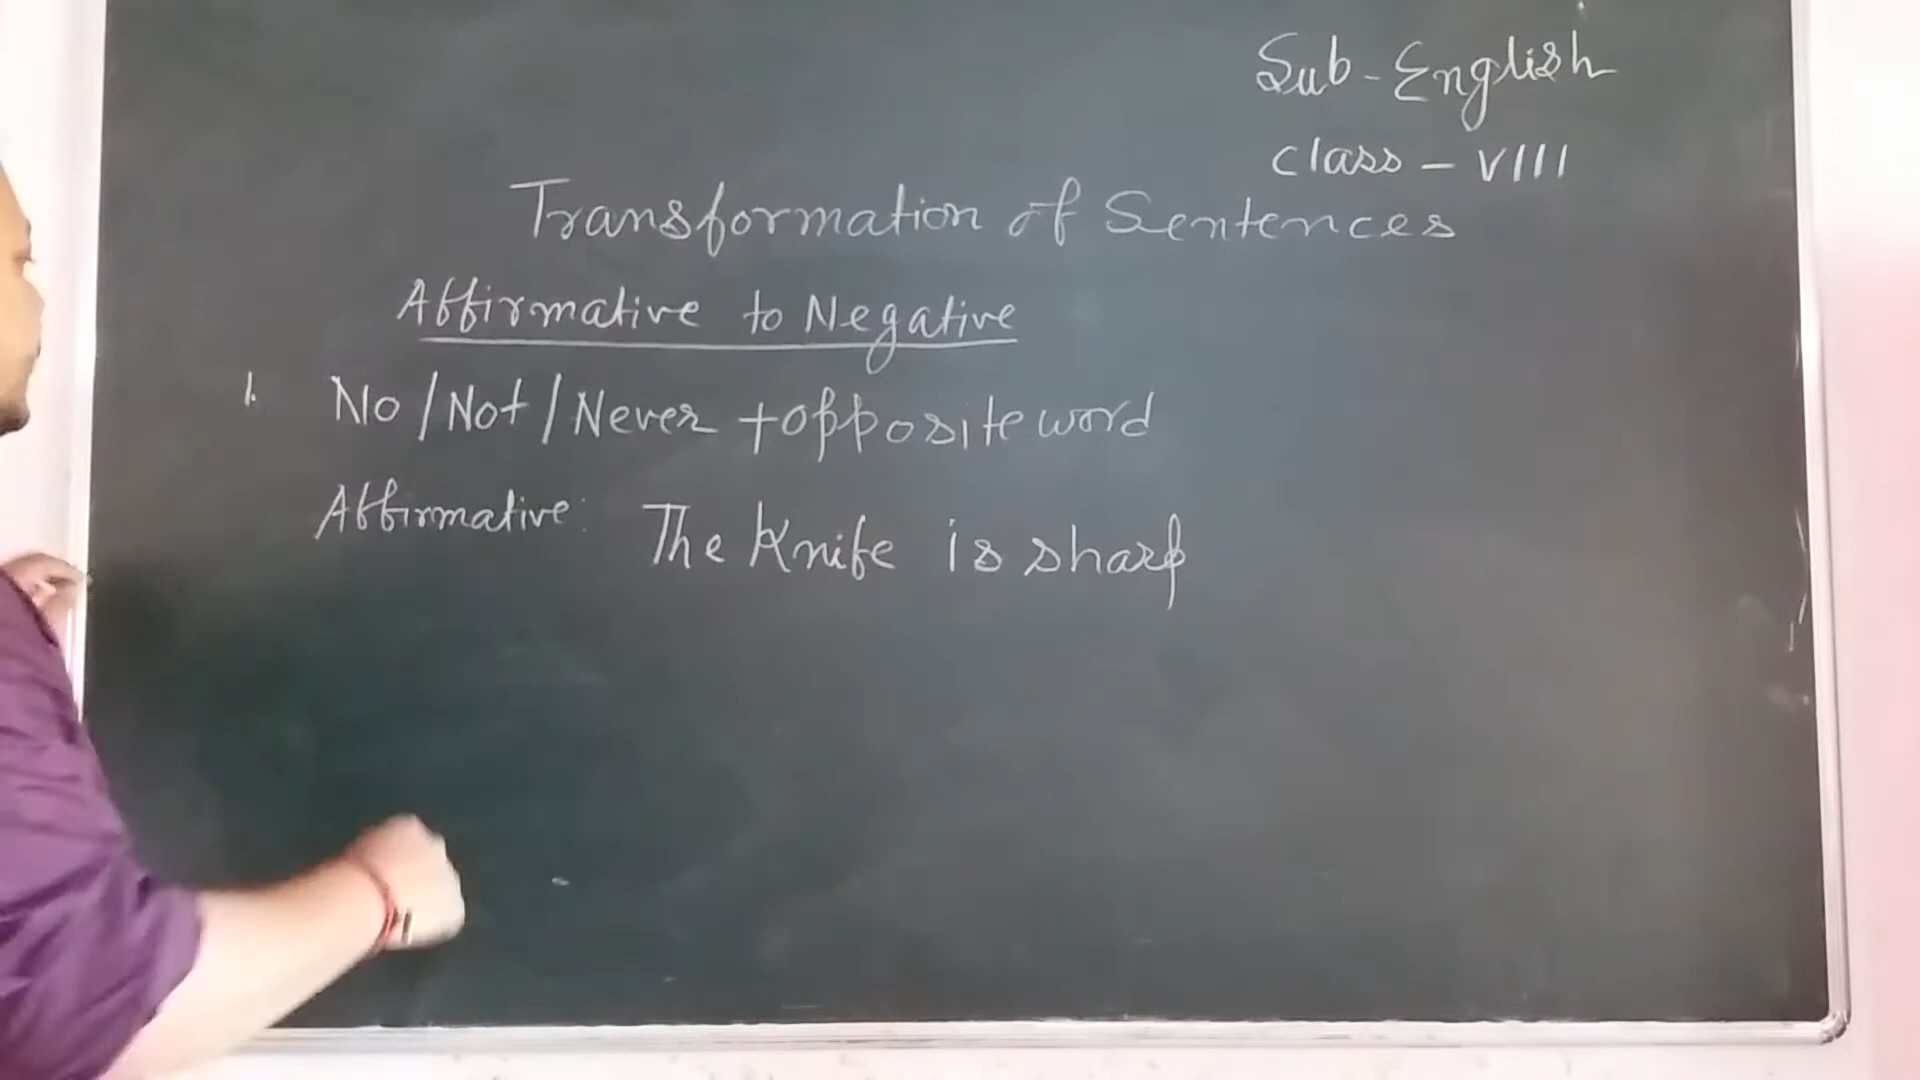 Sub - English
Class - VIII
Transformation of Sentences
Affirmative to Negative
1. No / Not / Never + opposite word
Affirmative: The Knife is sharp